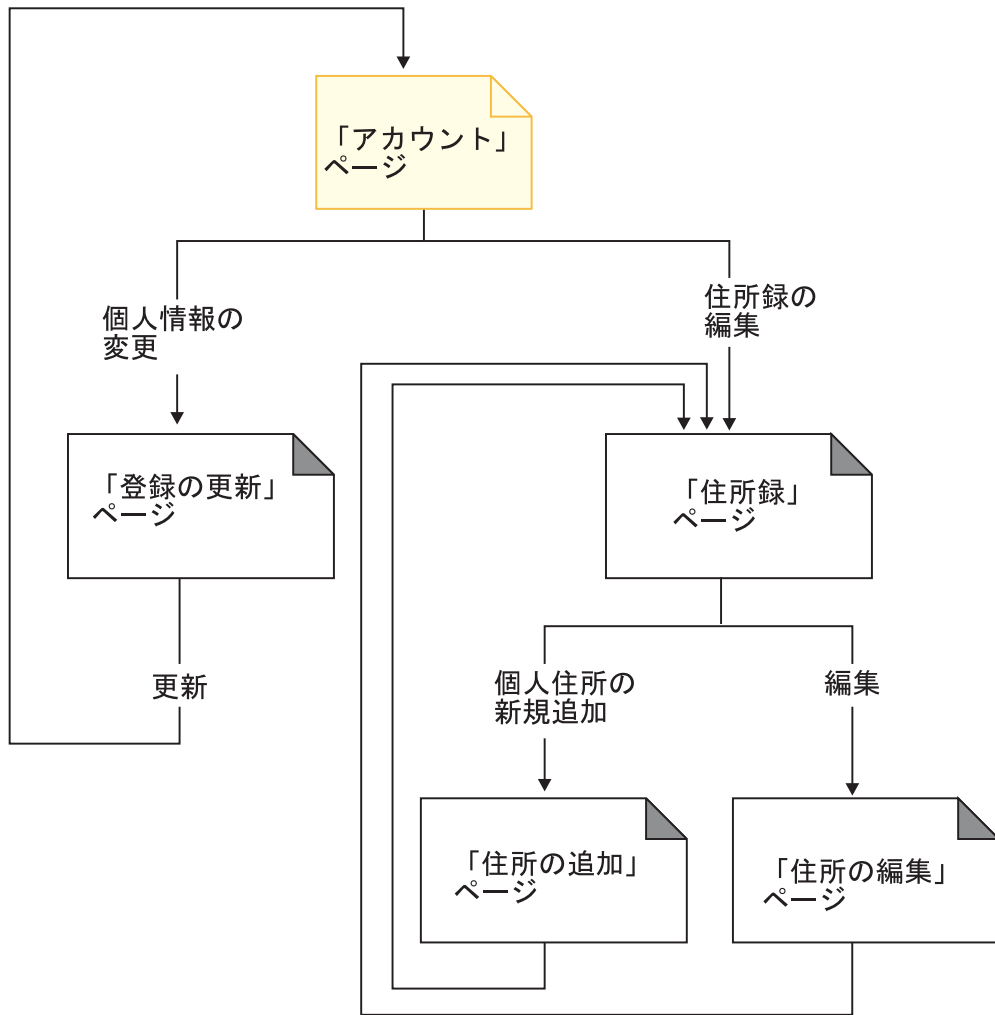 「アカウント」
ページ
個人情報の
変更
住所録の
編集
「登録の更新」
ページ
「住所録」
ページ
更新
個人住所の
新規追加
編集
「住所の追加」
ページ
「住所の編集」
ページ